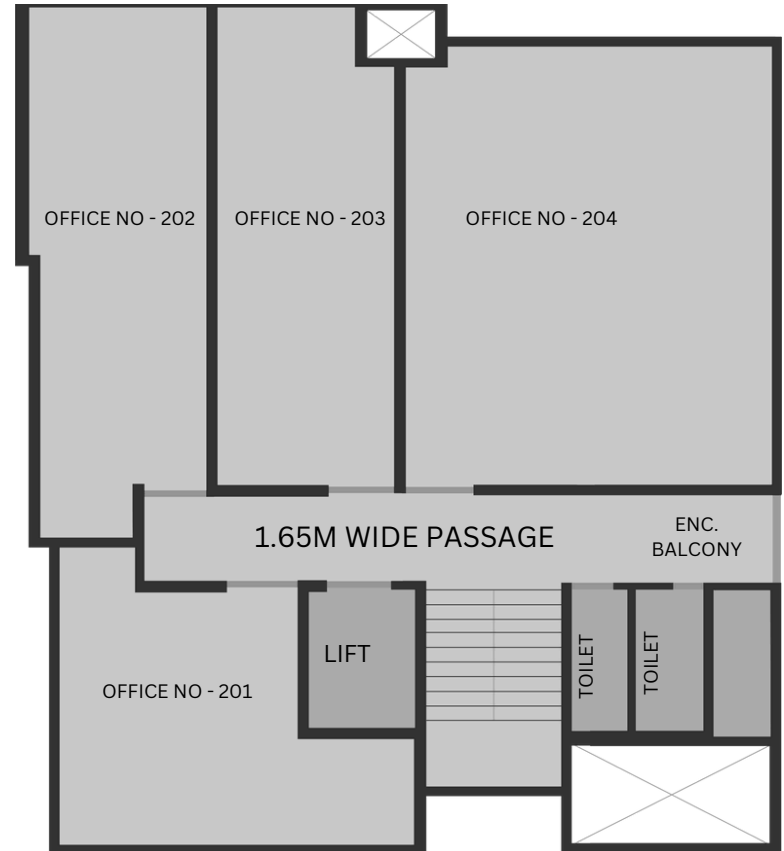 OFFICE NO - 202
OFFICE NO - 203
OFFICE NO - 204
1.65M WIDE PASSAGE
ENC.
BALCONY
LIFT
TOILET
TOILET
OFFICE NO - 201